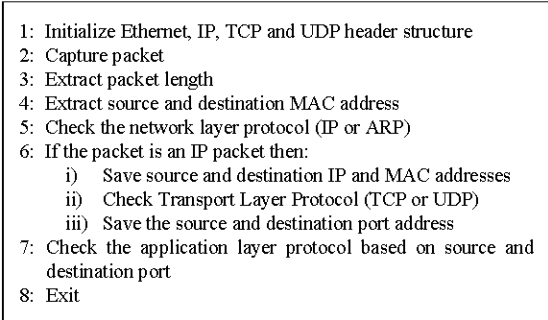 1: Initialize Ethernet, IP, TCP and UDP header structure
2: Capture packet
3: Extract packet length
4: Extract source and destination MAC address
5: Check the network layer protocol (IP or ARP)
6: If the packet is an IP packet then:
i) Save source and destination IP and MAC addresses
ii) Check Transport Layer Protocol (TCP or UDP)
iii) Save the source and destination port address
7: Check the application layer protocol based on source and
destination port
8: Exit